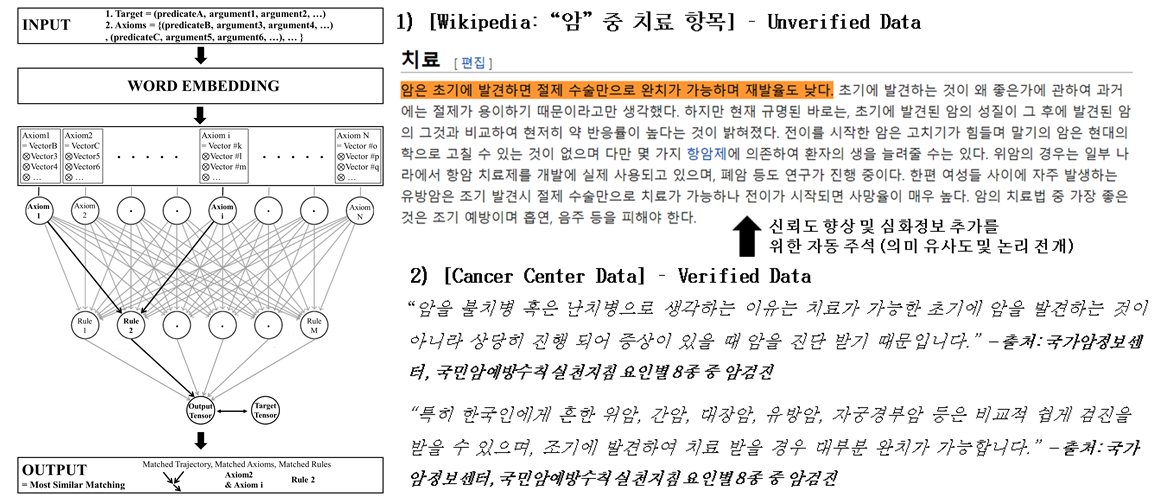 INPUT
1. Target = (predicateA, argument1, argument2, …)
2. Axioms = {(predicateB, argument3, argument4, …)
, (predicateC, argument5, argument6, …), … }
WORD EMBEDDING
Axiom1
= VectorB
⊗Vector3
⊗Vector4
⊗ …
Axiom2
= VectorC
⊗Vector5
⊗Vector6
⊗ …
· · · · ·
Axiom i
= Vector #k
⊗Vector #l
⊗Vector #m
⊗ …
· · · · ·
Axiom N
= Vector #o
⊗Vector #p
⊗Vector #q
⊗ …
Axiom 1
Axiom 2
·
·
Axiom i
·
·
Axiom N
Rule 1
Rule 2
·
·
·
Rule M
Output Tensor
Target Tensor
OUTPUT
= Most Similar Matching
Matched Trajectory, Matched Axioms, Matched Rules
Axiom2
& Axiom i
Rule 2
1) [Wikipedia: “암” 중 치료 항목] - Unverified Data
치료 [편집]
암은 초기에 발견하면 절제 수술만으로 완치가 가능하며 재발율도 낮다. 초기에 발견하는 것이 왜 좋은가에 관하여 과거
에는 절제가 용이하기 때문이라고만 생각했다. 하지만 현재 규명된 바로는, 초기에 발견된 암의 성질이 그 후에 발견된 암
의 그것과 비교하여 현저히 약 반응률이 높다는 것이 밝혀졌다. 전이를 시작한 암은 고치기가 힘들며 말기의 암은 현대의
학으로 고칠 수 있는 것이 없으며 다만 몇 가지 항암제에 의존하여 환자의 생을 늘려줄 수는 있다. 위암의 경우는 일부 나
라에서 항암 치료제를 개발에 실제 사용되고 있으며, 폐암 등도 연구가 진행 중이다. 한편 여성들 사이에 자주 발생하는
유방암은 조기 발견시 절제 수술만으로 치료가 가능하나 전이가 시작되면 사망율이 매우 높다. 암의 치료법 중 가장 좋은
것은 조기 예방이며 흡연, 음주 등을 피해야 한다.
신뢰도 향상 및 심화정보 추가를
위한 자동 주석 (의미 유사도 및 논리 전개)
2) [Cancer Center Data] - Verified Data
“암을 불치병 혹은 난치병으로 생각하는 이유는 치료가 가능한 초기에 암을 발견하는 것이
아니라 상당히 진행 되어 증상이 있을 때 암을 진단 받기 때문입니다.” – 출처: 국가암정보센
터, 국민암예방수칙 실천지침 요인별 8종 중 암검진
“특히 한국인에게 흔한 위암, 간암, 대장암, 유방암, 자궁경부암 등은 비교적 쉽게 검진을
받을 수 있으며, 조기에 발견하여 치료 받을 경우 대부분 완치가 가능합니다.” – 출처: 국가
암정보센터, 국민암예방수칙 실천지침 요인별 8종 중 암검진